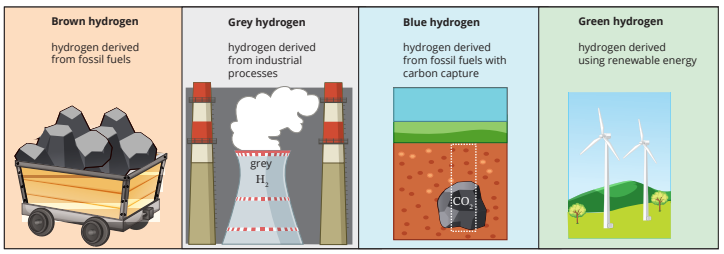 Brown hydrogen
hydrogen derived
from fossil fuels
Grey hydrogen
hydrogen derived
from industrial
processes
grey
H₂
Blue hydrogen
hydrogen derived
from fossil fuels with
carbon capture
CO₂
Green hydrogen
hydrogen derived
using renewable energy